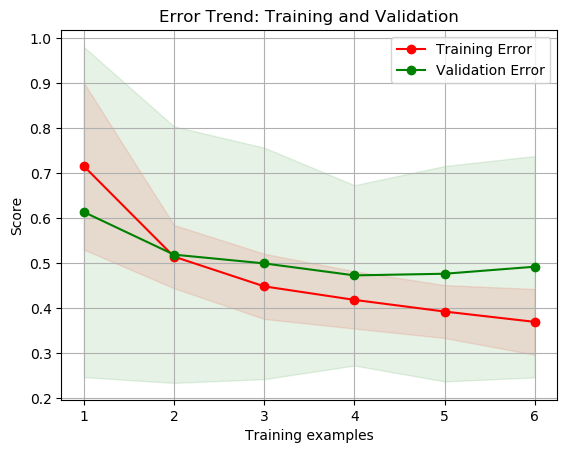 Error Trend: Training and Validation
Training Error
Validation Error
Score
1.0
0.9
0.8
0.7
0.6
0.5
0.4
0.3
0.2
1 2 3 4 5 6
Training examples